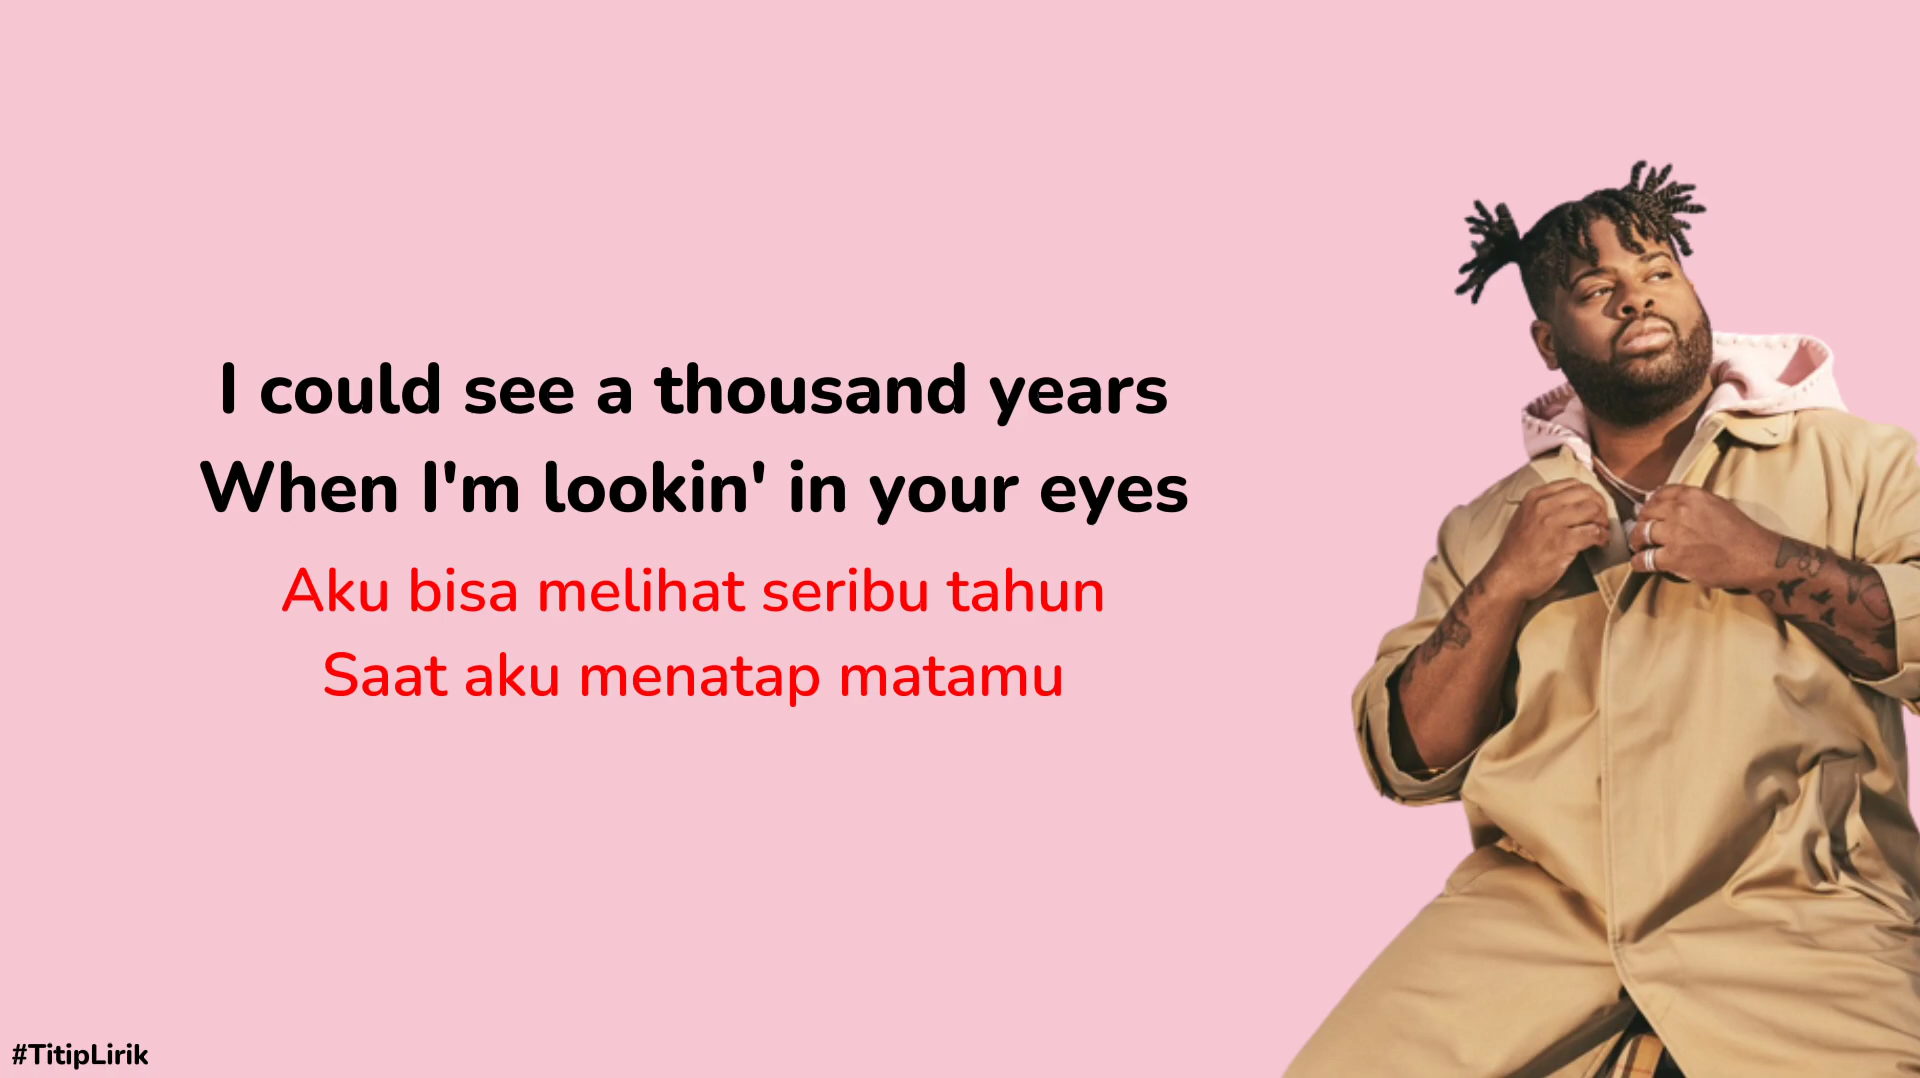 I could see a thousand years
When I'm lookin' in your eyes
Aku bisa melihat seribu tahun
Saat aku menatap matamu
#TitipLirik